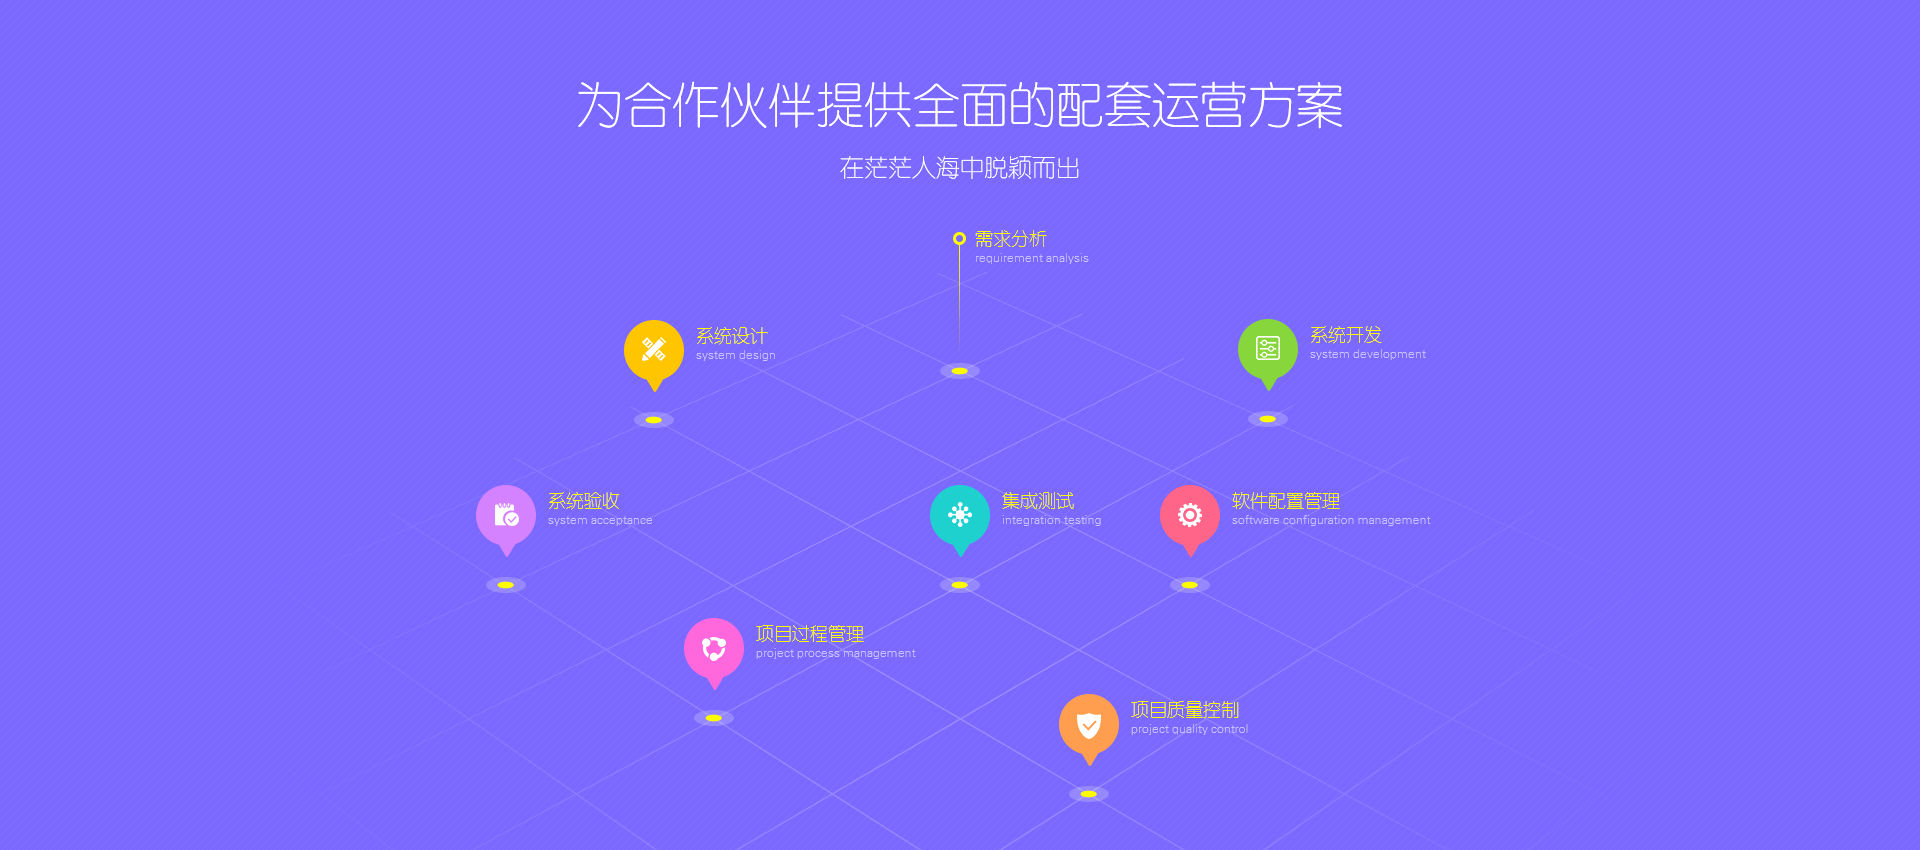 为合作伙伴提供全面的配套运营方案
在茫茫人海中脱颖而出
需求分析
requirement analysis
系统设计
system design
系统开发
system development
系统验收
system acceptance
集成测试
integration testing
软件配置管理
software configuration management
项目过程管理
project process management
项目质量控制
project quality control